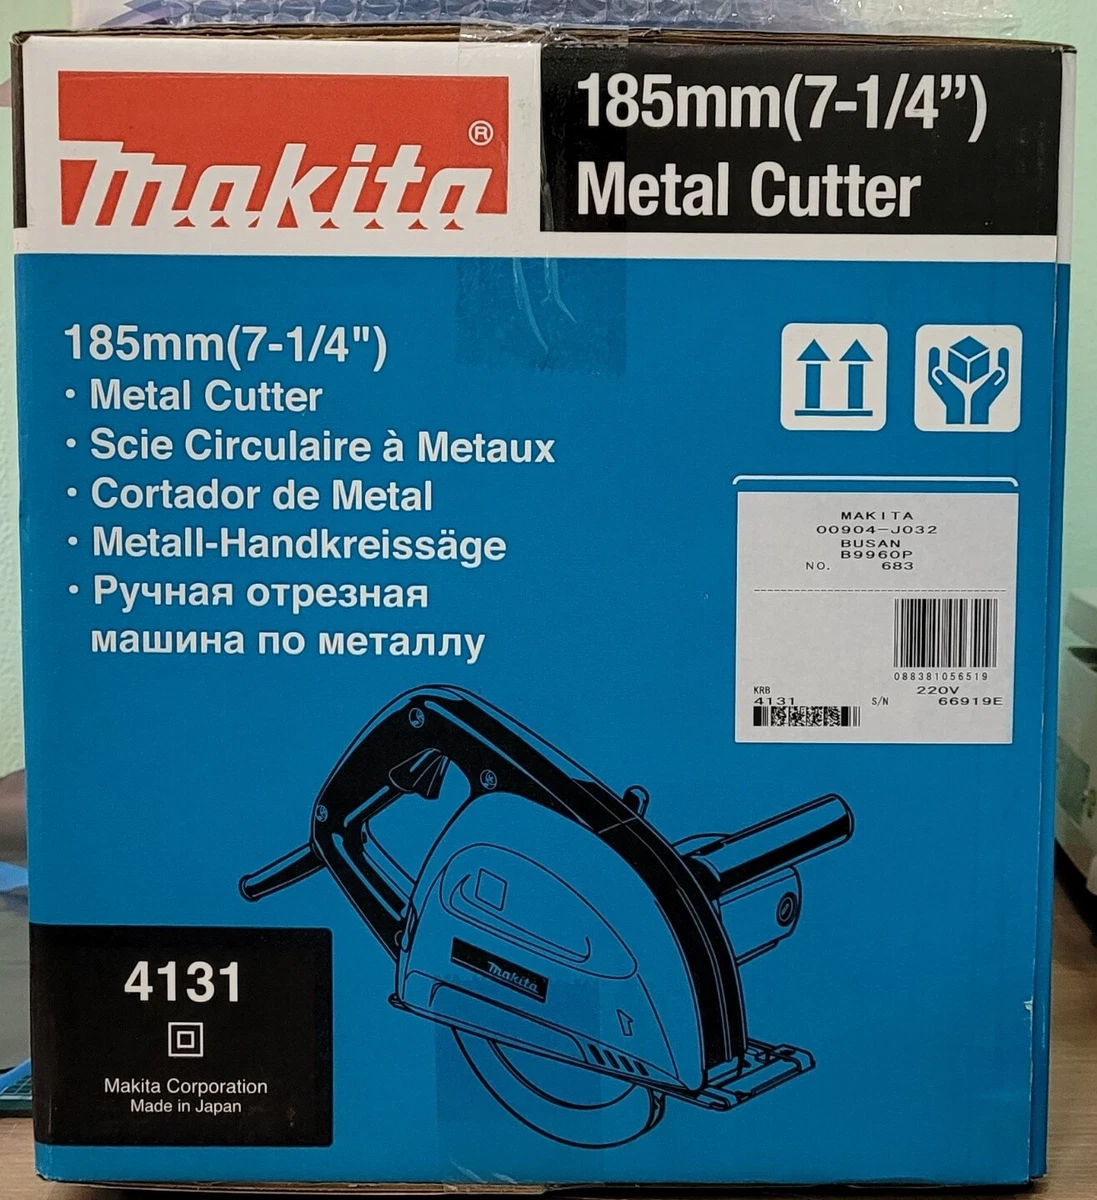 makita®
185mm(7-1/4”)
Metal Cutter
185mm(7-1/4")
· Metal Cutter
· Scie Circulaire à Metaux
· Cortador de Metal
· Metall-Handkreissäge
· Ручная отрезная
машина по металлу
MAKITA
00904-J032
BUSAN
B9960P
NO. 683
088381056519
KRB 220V
4131 S/N 66919E
makita
4131
Makita Corporation
Made in Japan